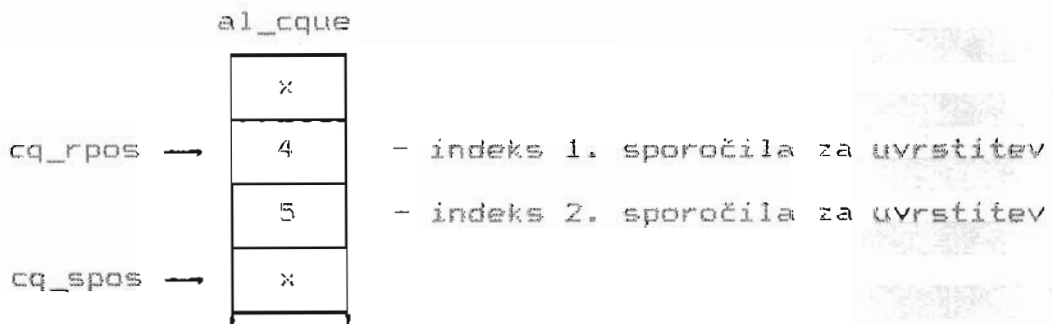 al_cque
x
cq_rpos → 4 - indeks 1. sporočila za uvrstitev
5 - indeks 2. sporočila za uvrstitev
cq_spos → x